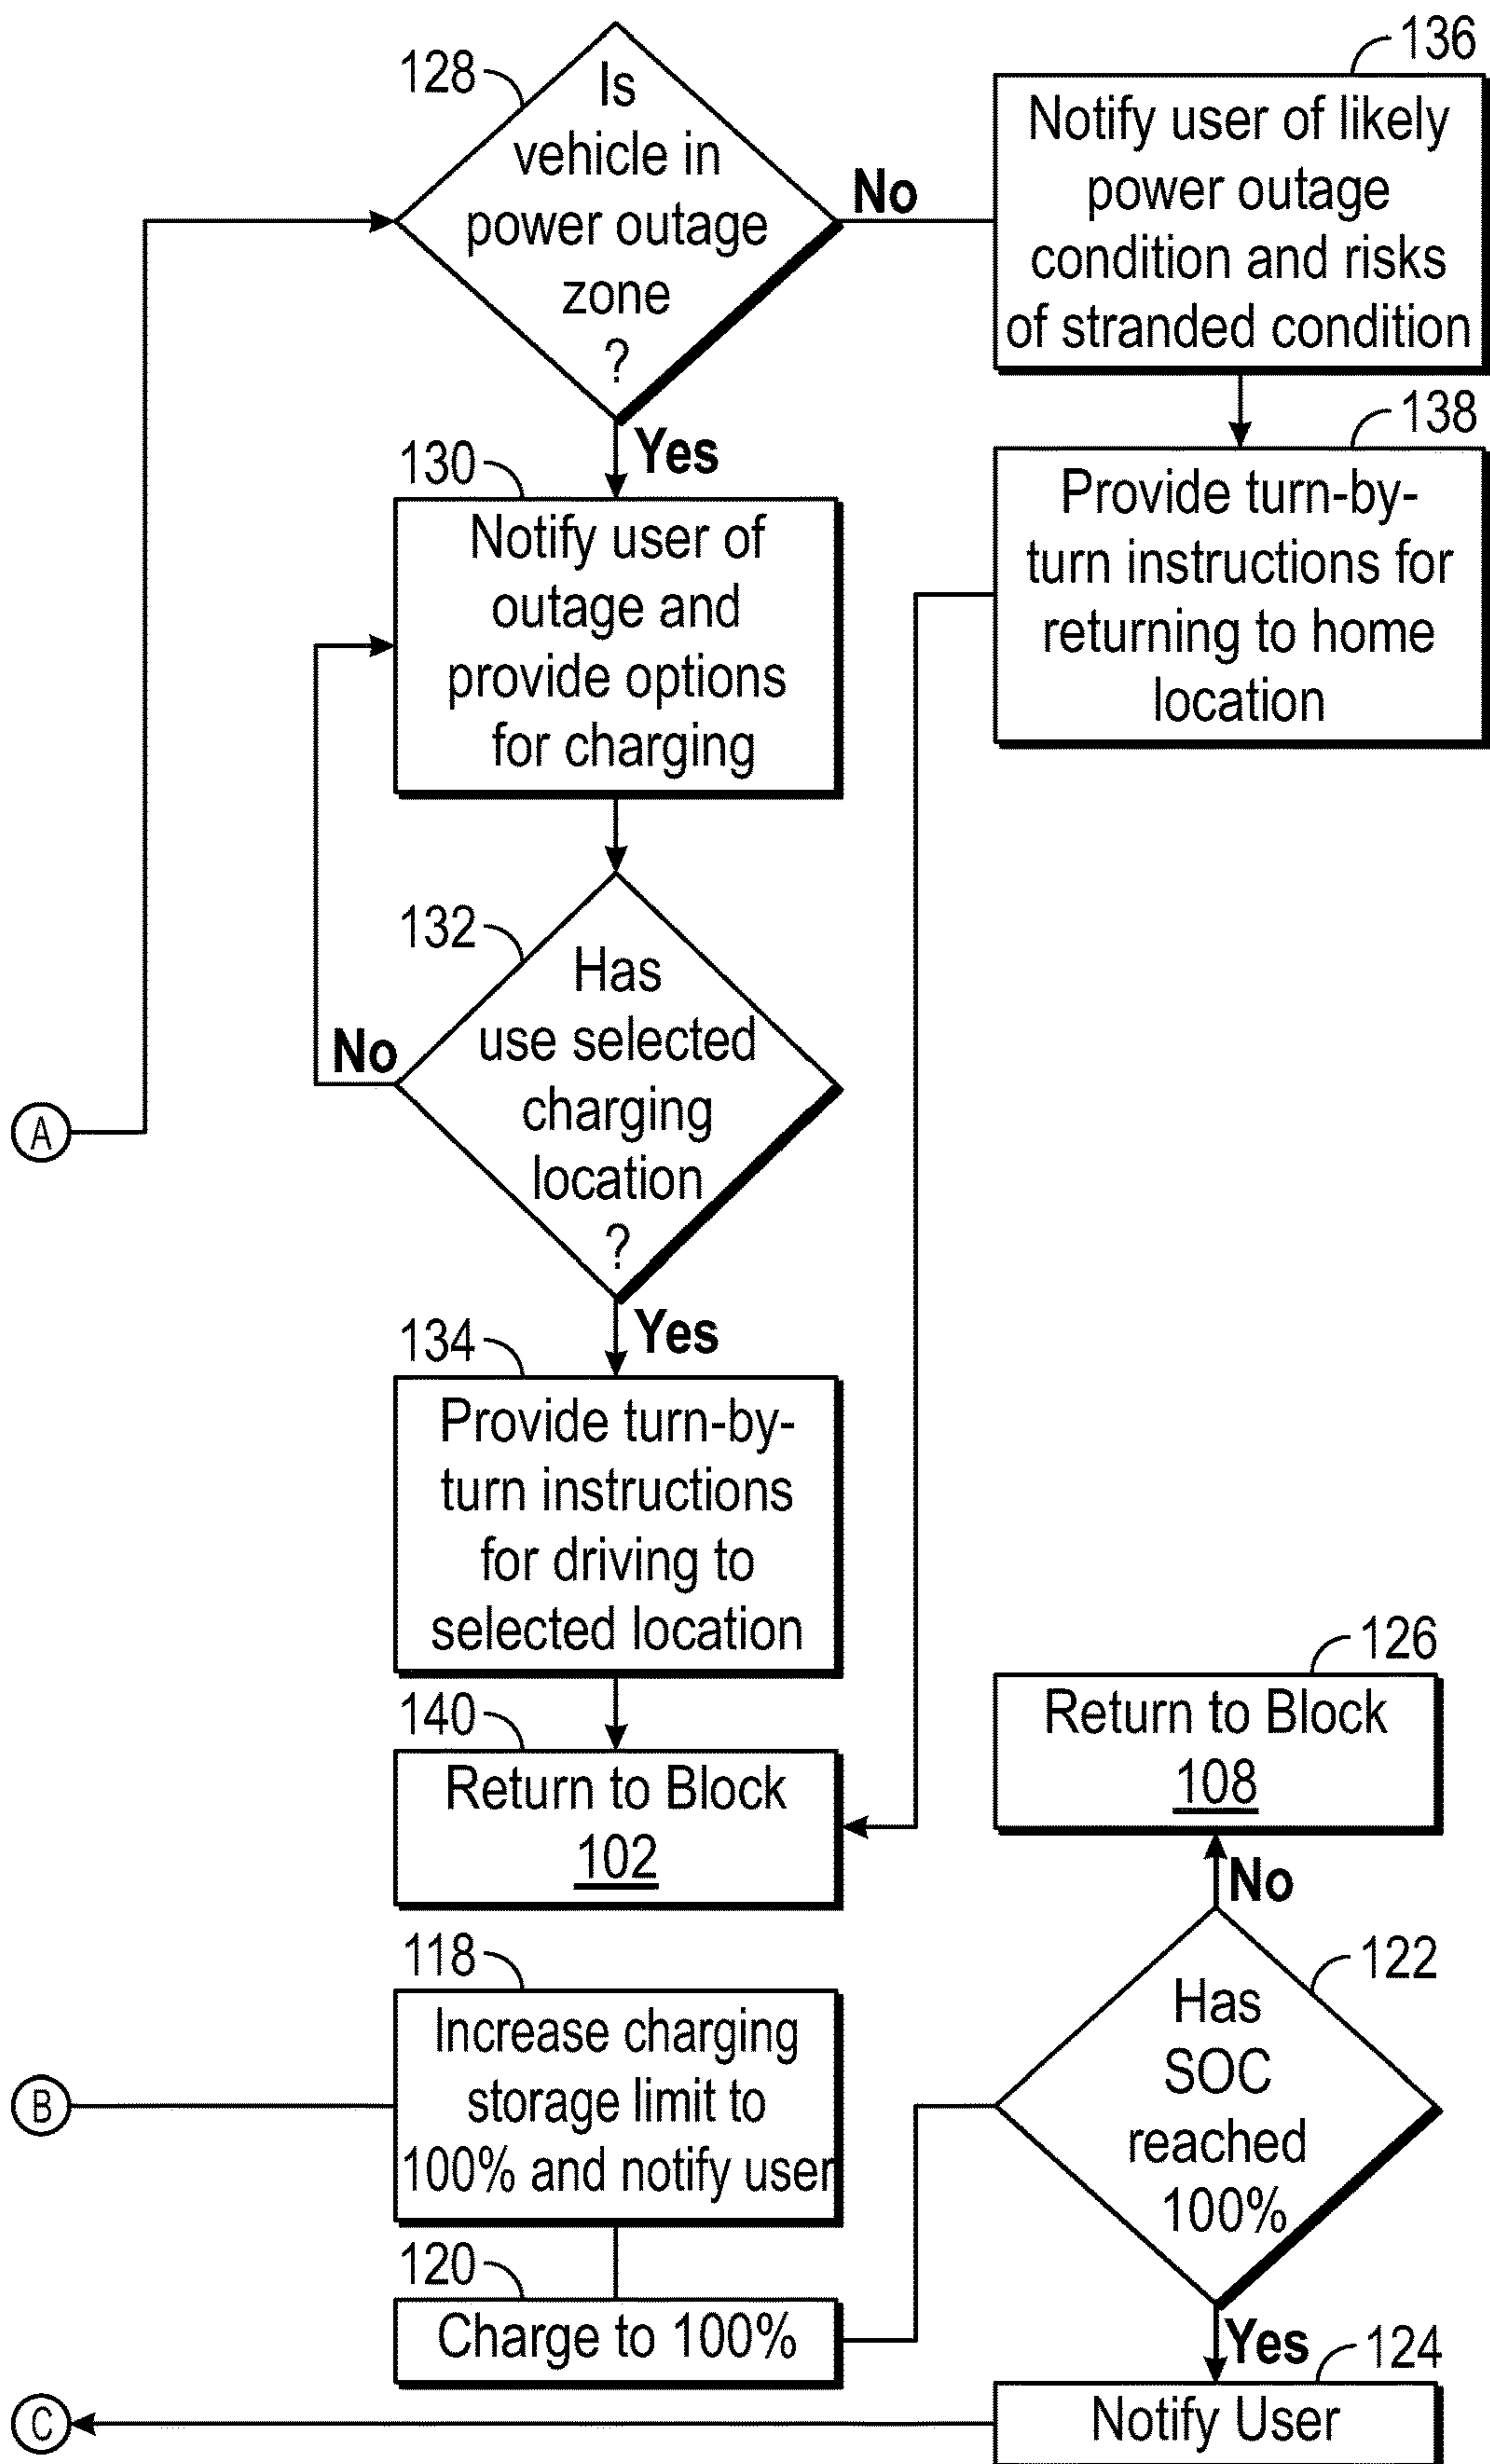 128
Is
vehicle in
power outage
zone
?
No
Yes
136
Notify user of likely
power outage
condition and risks
of stranded condition
138
Provide turn-by-
turn instructions for
returning to home
location
130
Notify user of
outage and
provide options
for charging
132
Has
use selected
charging
location
?
No
Yes
A
134
Provide turn-by-
turn instructions
for driving to
selected location
140
Return to Block
102
126
Return to Block
108
No
118
Increase charging
storage limit to
100% and notify user
B
122
Has
SOC
reached
100%
Yes
120
Charge to 100%
124
Notify User
C